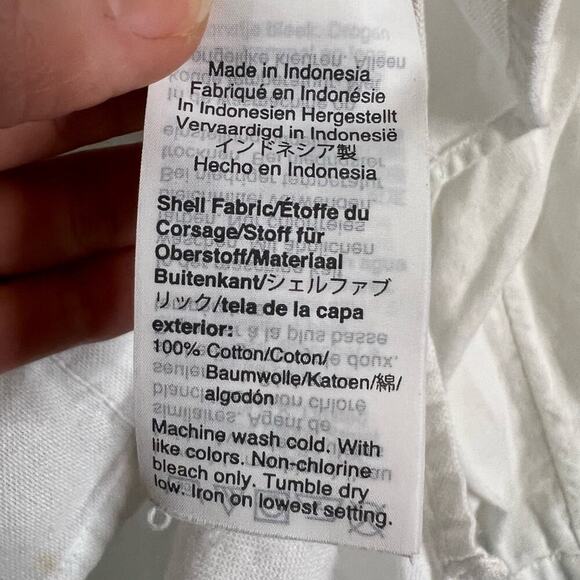 Made in Indonesia
Fabriqué en Indonésie
In Indonesien Hergestellt
Vervaardigd in Indonesië
インドネシア製
Hecho en Indonesia
Shell Fabric/Étoffe du
Corsage/Stoff für
Oberstoff/Materiaal
Buitenkant/シェルファブ
リック/tela de la capa
exterior:
100% Cotton/Coton/
Baumwolle/Katoen/綿/
algodón
Machine wash cold. With
like colors. Non-chlorine
bleach only. Tumble dry
low. Iron on lowest setting.